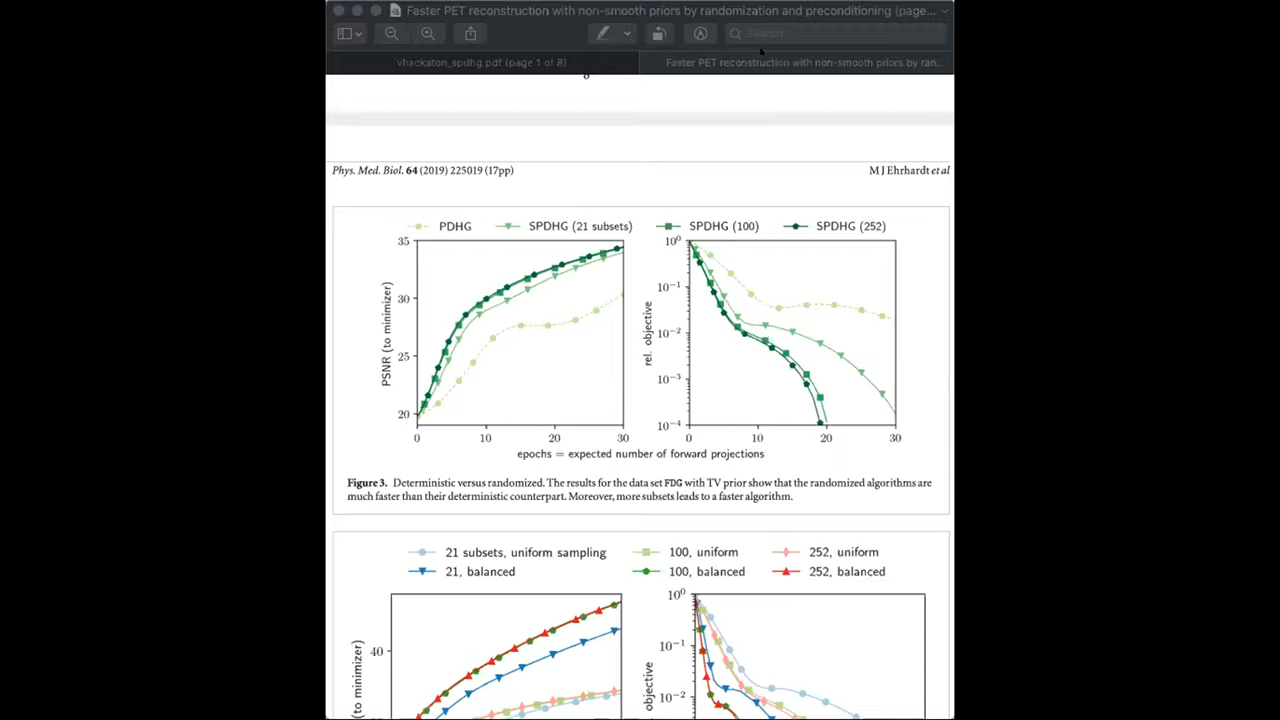 Faster PET reconstruction with non-smooth priors by randomization and preconditioning (page...
Search
vhackaton_spdhg.pdf (page 1 of 8)
Faster PET reconstruction with non-smooth priors by ran...
Phys. Med. Biol. 64 (2019) 225019 (17pp)
M J Ehrhardt et al
PDHG
SPDHG (21 subsets)
SPDHG (100)
SPDHG (252)
35
30
25
20
PSNR (to minimizer)
0 10 20 30
10⁰
10⁻¹
10⁻²
10⁻³
10⁻⁴
rel. objective
0 10 20 30
epochs = expected number of forward projections
Figure 3. Deterministic versus randomized. The results for the data set FDG with TV prior show that the randomized algorithms are
much faster than their deterministic counterpart. Moreover, more subsets leads to a faster algorithm.
21 subsets, uniform sampling
100, uniform
252, uniform
21, balanced
100, balanced
252, balanced
40
(to minimizer)
10⁰
10⁻¹
10⁻²
objective